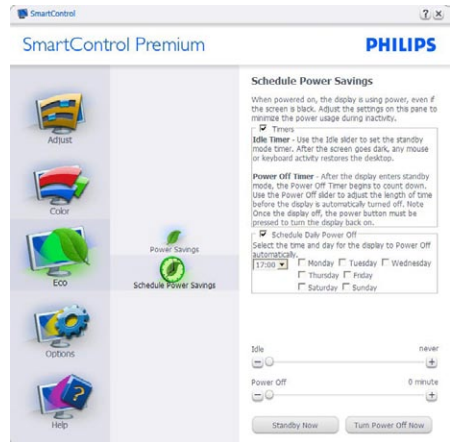 SmartControl
SmartControl Premium
PHILIPS
Adjust
Color
Eco
Options
Help
Power Savings
Schedule Power Savings
Schedule Power Savings
When powered on, the display is using power, even if
the screen is black. Adjust the settings on this pane to
minimize the power usage during inactivity.
Timers
Idle Timer - Use the Idle slider to set the standby
mode timer. After the screen goes dark, any mouse
or keyboard activity restores the desktop.
Power Off Timer - After the display enters standby
mode, the Power Off Timer begins to count down.
Use the Power Off slider to adjust the length of time
before the display is automatically turned off. Note
Once the display off, the power button must be
pressed to turn the display back on.
Schedule Daily Power Off
Select the time and day for the display to Power Off
automatically.
17:00 Monday Tuesday Wednesday
Thursday Friday
Saturday Sunday
Idle never
Power Off 0 minute
Standby Now Turn Power Off Now